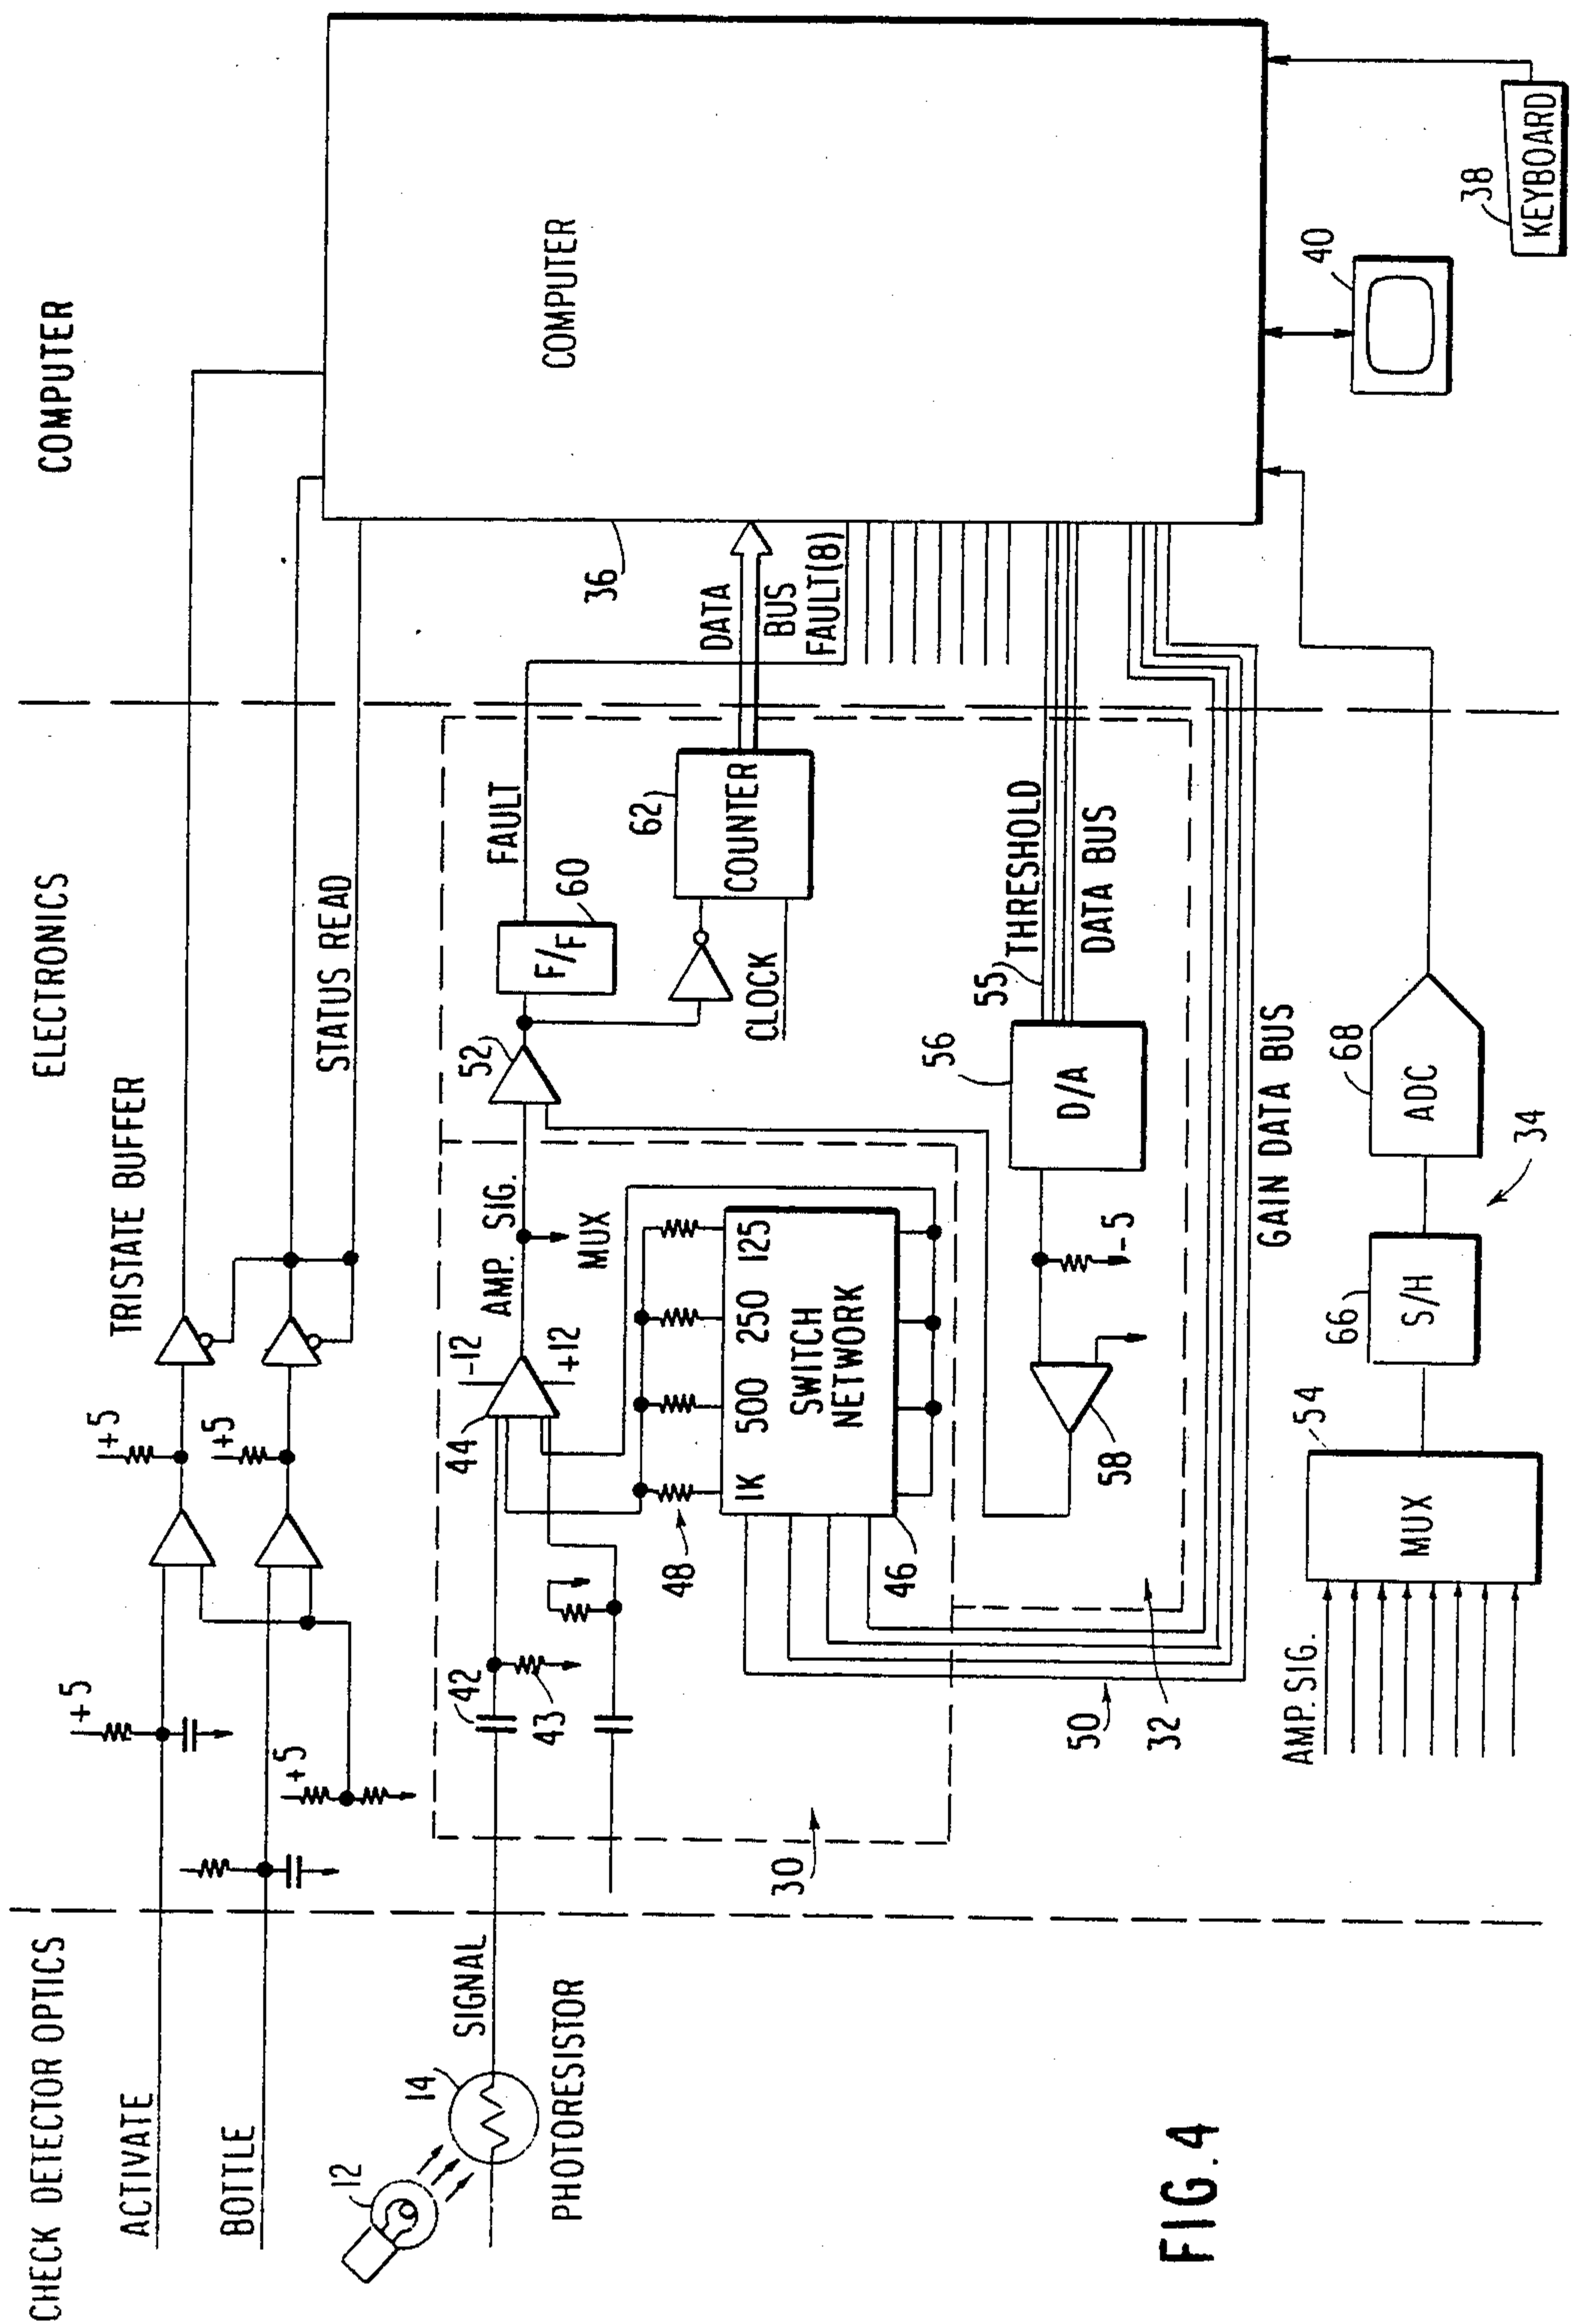 CHECK DETECTOR OPTICS
ELECTRONICS
COMPUTER
ACTIVATE
+5
+5
TRISTATE BUFFER
BOTTLE
+5
+5
STATUS READ
12
14
SIGNAL
PHOTORESISTOR
42
43
44
-12
+12
AMP. SIG.
MUX
52
F/F
60
FAULT
62
COUNTER
CLOCK
DATA
BUS
FAULT(8)
36
COMPUTER
48
1K 500 250 125
SWITCH
NETWORK
46
30
32
50
58
-5
D/A
56
55
THRESHOLD
DATA BUS
GAIN DATA BUS
AMP. SIG.
MUX
54
S/H
66
ADC
68
34
40
38
KEYBOARD
FIG. 4